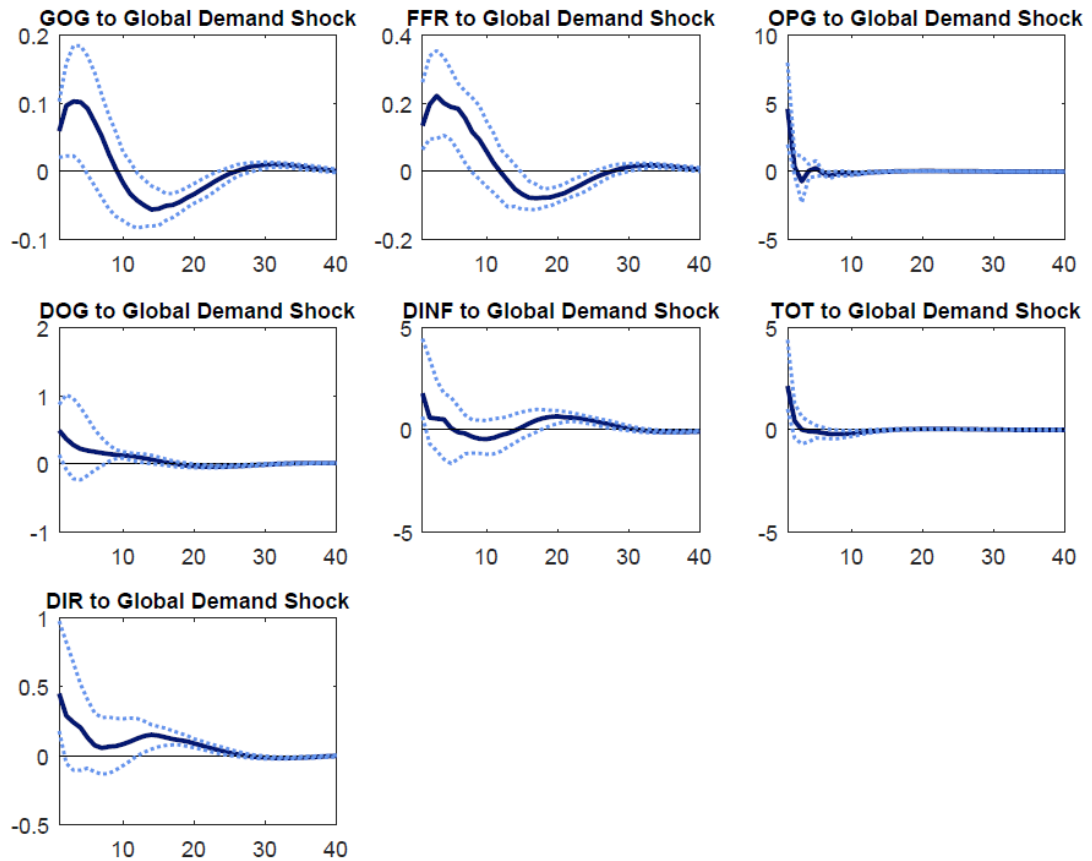 GOG to Global Demand Shock
0.2
0.1
0
-0.1
10 20 30 40
FFR to Global Demand Shock
0.4
0.2
0
-0.2
10 20 30 40
OPG to Global Demand Shock
10
5
0
-5
10 20 30 40
DOG to Global Demand Shock
2
1
0
-1
10 20 30 40
DINF to Global Demand Shock
5
0
-5
10 20 30 40
TOT to Global Demand Shock
5
0
-5
10 20 30 40
DIR to Global Demand Shock
1
0.5
0
-0.5
10 20 30 40